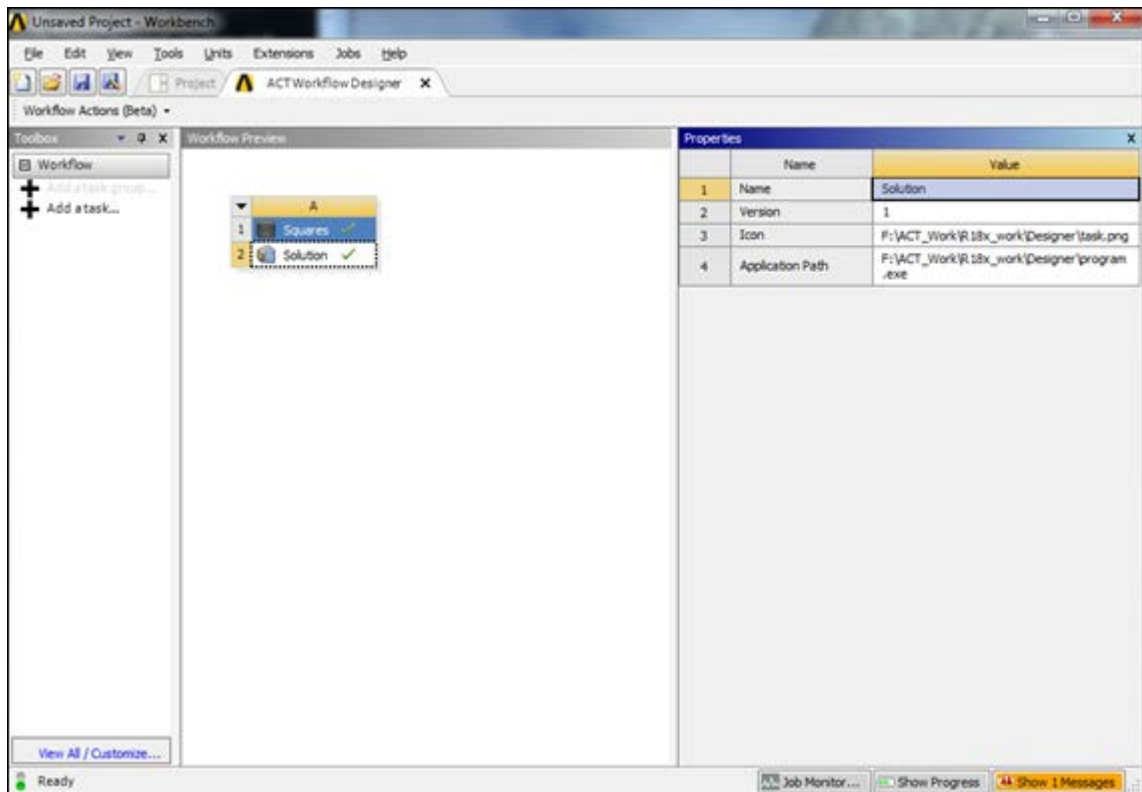 Unsaved Project - Workbench
File Edit View Tools Units Extensions Jobs Help
Project ACT Workflow Designer X
Workflow Actions (Beta)
Toolbox
Workflow
Add a task group...
Add a task...
View All / Customize...
Workflow Preview
A
1 Squares
2 Solution
Properties
Name Value
1 Name Solution
2 Version 1
3 Icon F:\ACT_Work\R18x_work\Designer\task.png
4 Application Path F:\ACT_Work\R18x_work\Designer\program
.exe
Ready Job Monitor... Show Progress Show 1 Messages